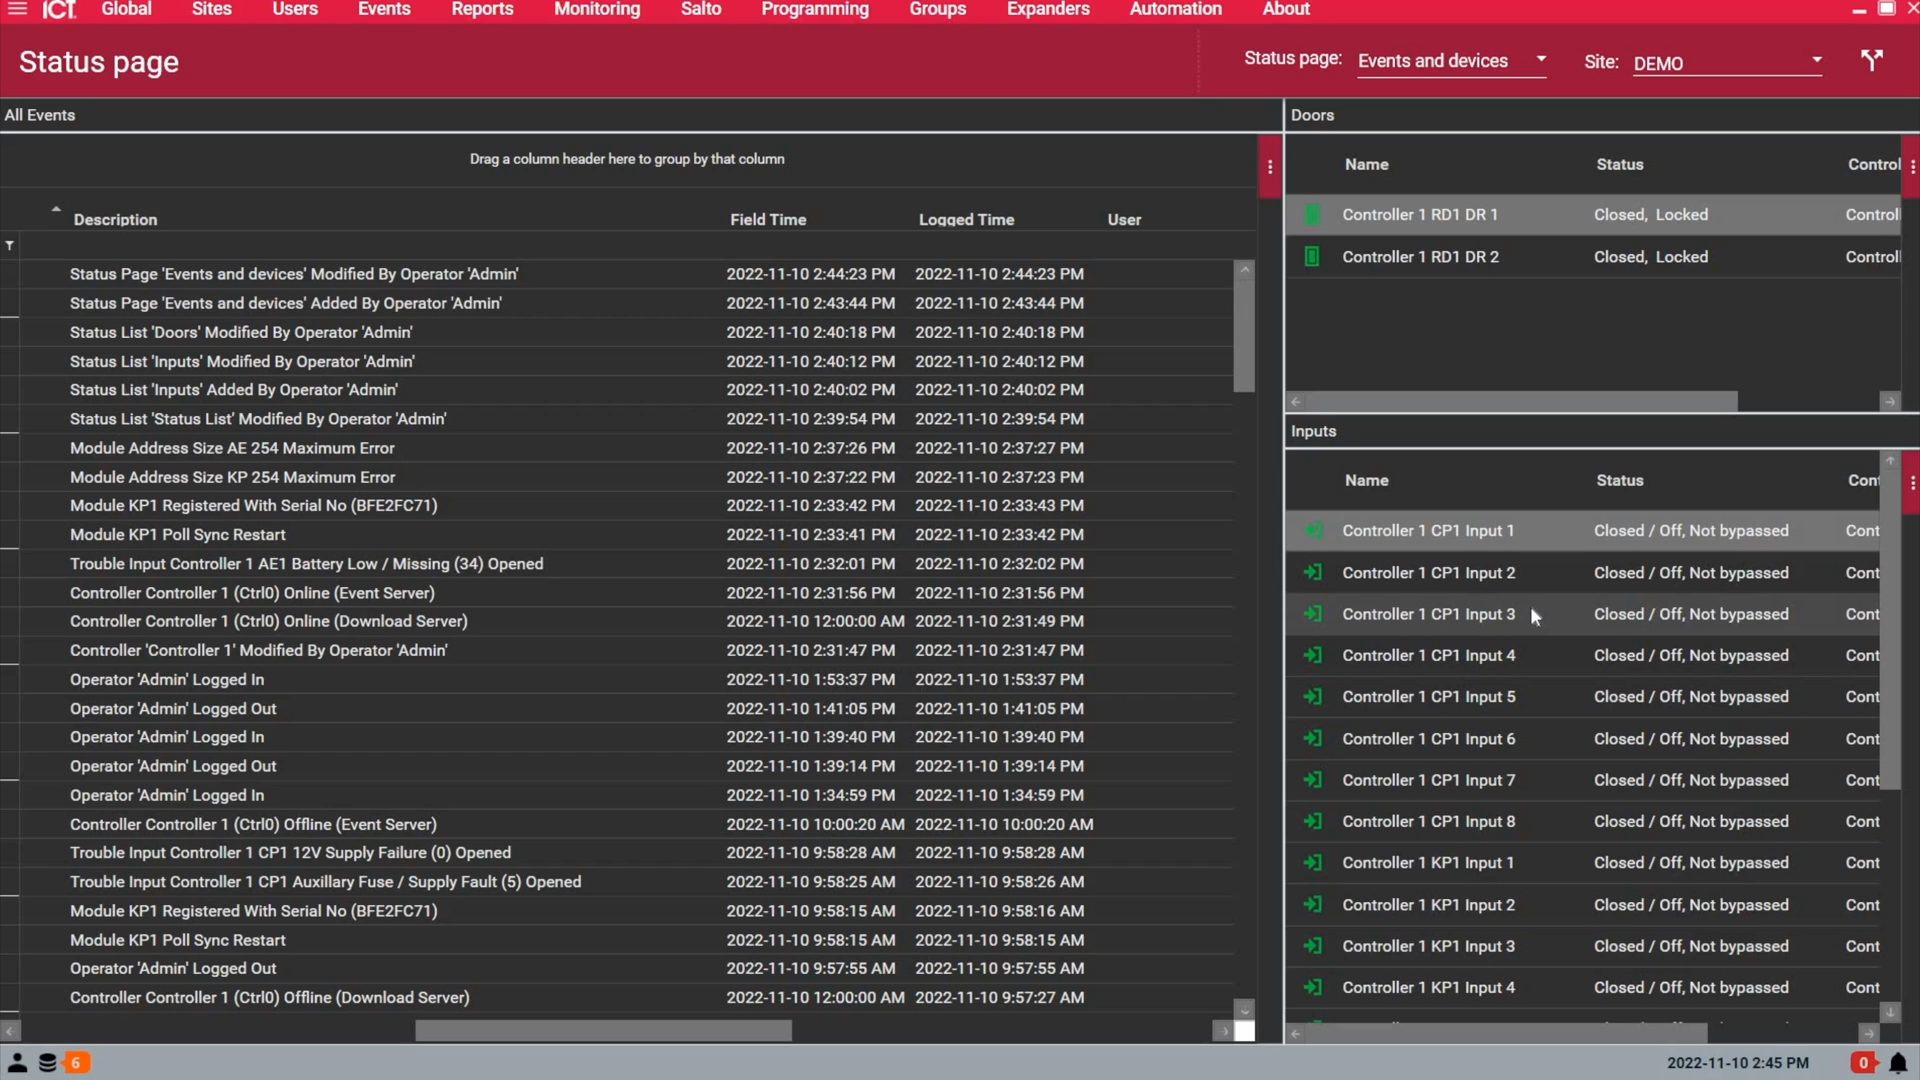 ICT Global Sites Users Events Reports Monitoring Salto Programming Groups Expanders Automation About
Status page
Status page: Events and devices Site: DEMO
All Events
Drag a column header here to group by that column
Description Field Time Logged Time User
Status Page 'Events and devices' Modified By Operator 'Admin' 2022-11-10 2:44:23 PM 2022-11-10 2:44:23 PM
Status Page 'Events and devices' Added By Operator 'Admin' 2022-11-10 2:43:44 PM 2022-11-10 2:43:44 PM
Status List 'Doors' Modified By Operator 'Admin' 2022-11-10 2:40:18 PM 2022-11-10 2:40:18 PM
Status List 'Inputs' Modified By Operator 'Admin' 2022-11-10 2:40:12 PM 2022-11-10 2:40:12 PM
Status List 'Inputs' Added By Operator 'Admin' 2022-11-10 2:40:02 PM 2022-11-10 2:40:02 PM
Status List 'Status List' Modified By Operator 'Admin' 2022-11-10 2:39:54 PM 2022-11-10 2:39:54 PM
Module Address Size AE 254 Maximum Error 2022-11-10 2:37:26 PM 2022-11-10 2:37:27 PM
Module Address Size KP 254 Maximum Error 2022-11-10 2:37:22 PM 2022-11-10 2:37:23 PM
Module KP1 Registered With Serial No (BFE2FC71) 2022-11-10 2:33:42 PM 2022-11-10 2:33:43 PM
Module KP1 Poll Sync Restart 2022-11-10 2:33:41 PM 2022-11-10 2:33:42 PM
Trouble Input Controller 1 AE1 Battery Low / Missing (34) Opened 2022-11-10 2:32:01 PM 2022-11-10 2:32:02 PM
Controller Controller 1 (Ctrl0) Online (Event Server) 2022-11-10 2:31:56 PM 2022-11-10 2:31:56 PM
Controller Controller 1 (Ctrl0) Online (Download Server) 2022-11-10 12:00:00 AM 2022-11-10 2:31:49 PM
Controller 'Controller 1' Modified By Operator 'Admin' 2022-11-10 2:31:47 PM 2022-11-10 2:31:47 PM
Operator 'Admin' Logged In 2022-11-10 1:53:37 PM 2022-11-10 1:53:37 PM
Operator 'Admin' Logged Out 2022-11-10 1:41:05 PM 2022-11-10 1:41:05 PM
Operator 'Admin' Logged In 2022-11-10 1:39:40 PM 2022-11-10 1:39:40 PM
Operator 'Admin' Logged Out 2022-11-10 1:39:14 PM 2022-11-10 1:39:14 PM
Operator 'Admin' Logged In 2022-11-10 1:34:59 PM 2022-11-10 1:34:59 PM
Controller Controller 1 (Ctrl0) Offline (Event Server) 2022-11-10 10:00:20 AM 2022-11-10 10:00:20 AM
Trouble Input Controller 1 CP1 12V Supply Failure (0) Opened 2022-11-10 9:58:28 AM 2022-11-10 9:58:28 AM
Trouble Input Controller 1 CP1 Auxillary Fuse / Supply Fault (5) Opened 2022-11-10 9:58:25 AM 2022-11-10 9:58:26 AM
Module KP1 Registered With Serial No (BFE2FC71) 2022-11-10 9:58:15 AM 2022-11-10 9:58:16 AM
Module KP1 Poll Sync Restart 2022-11-10 9:58:15 AM 2022-11-10 9:58:15 AM
Operator 'Admin' Logged Out 2022-11-10 9:57:55 AM 2022-11-10 9:57:55 AM
Controller Controller 1 (Ctrl0) Offline (Download Server) 2022-11-10 12:00:00 AM 2022-11-10 9:57:27 AM
Doors
Name Status Control
Controller 1 RD1 DR 1 Closed, Locked Control
Controller 1 RD1 DR 2 Closed, Locked Control
Inputs
Name Status Cont
Controller 1 CP1 Input 1 Closed / Off, Not bypassed Cont
Controller 1 CP1 Input 2 Closed / Off, Not bypassed Cont
Controller 1 CP1 Input 3 Closed / Off, Not bypassed Cont
Controller 1 CP1 Input 4 Closed / Off, Not bypassed Cont
Controller 1 CP1 Input 5 Closed / Off, Not bypassed Cont
Controller 1 CP1 Input 6 Closed / Off, Not bypassed Cont
Controller 1 CP1 Input 7 Closed / Off, Not bypassed Cont
Controller 1 CP1 Input 8 Closed / Off, Not bypassed Cont
Controller 1 KP1 Input 1 Closed / Off, Not bypassed Cont
Controller 1 KP1 Input 2 Closed / Off, Not bypassed Cont
Controller 1 KP1 Input 3 Closed / Off, Not bypassed Cont
Controller 1 KP1 Input 4 Closed / Off, Not bypassed Cont
6 2022-11-10 2:45 PM 0